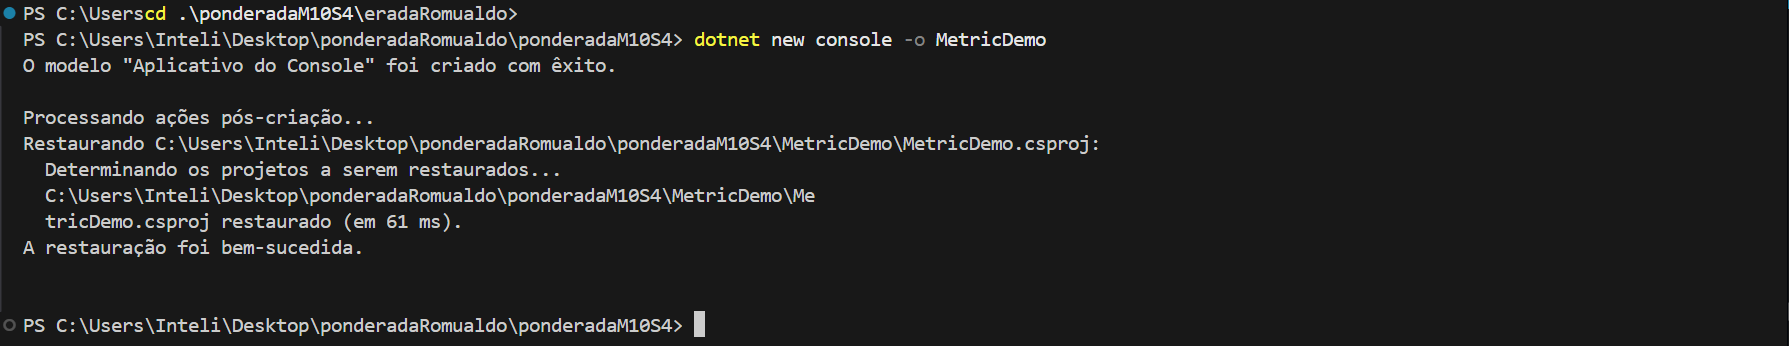 PS C:\Userscd .\ponderadaM10S4\eradaRomualdo>
PS C:\Users\Inteli\Desktop\ponderadaRomualdo\ponderadaM10S4> dotnet new console -o MetricDemo
O modelo "Aplicativo do Console" foi criado com êxito.
Processando ações pós-criação...
Restaurando C:\Users\Inteli\Desktop\ponderadaRomualdo\ponderadaM10S4\MetricDemo\MetricDemo.csproj:
  Determinando os projetos a serem restaurados...
  C:\Users\Inteli\Desktop\ponderadaRomualdo\ponderadaM10S4\MetricDemo\Me
  tricDemo.csproj restaurado (em 61 ms).
A restauração foi bem-sucedida.
PS C:\Users\Inteli\Desktop\ponderadaRomualdo\ponderadaM10S4>